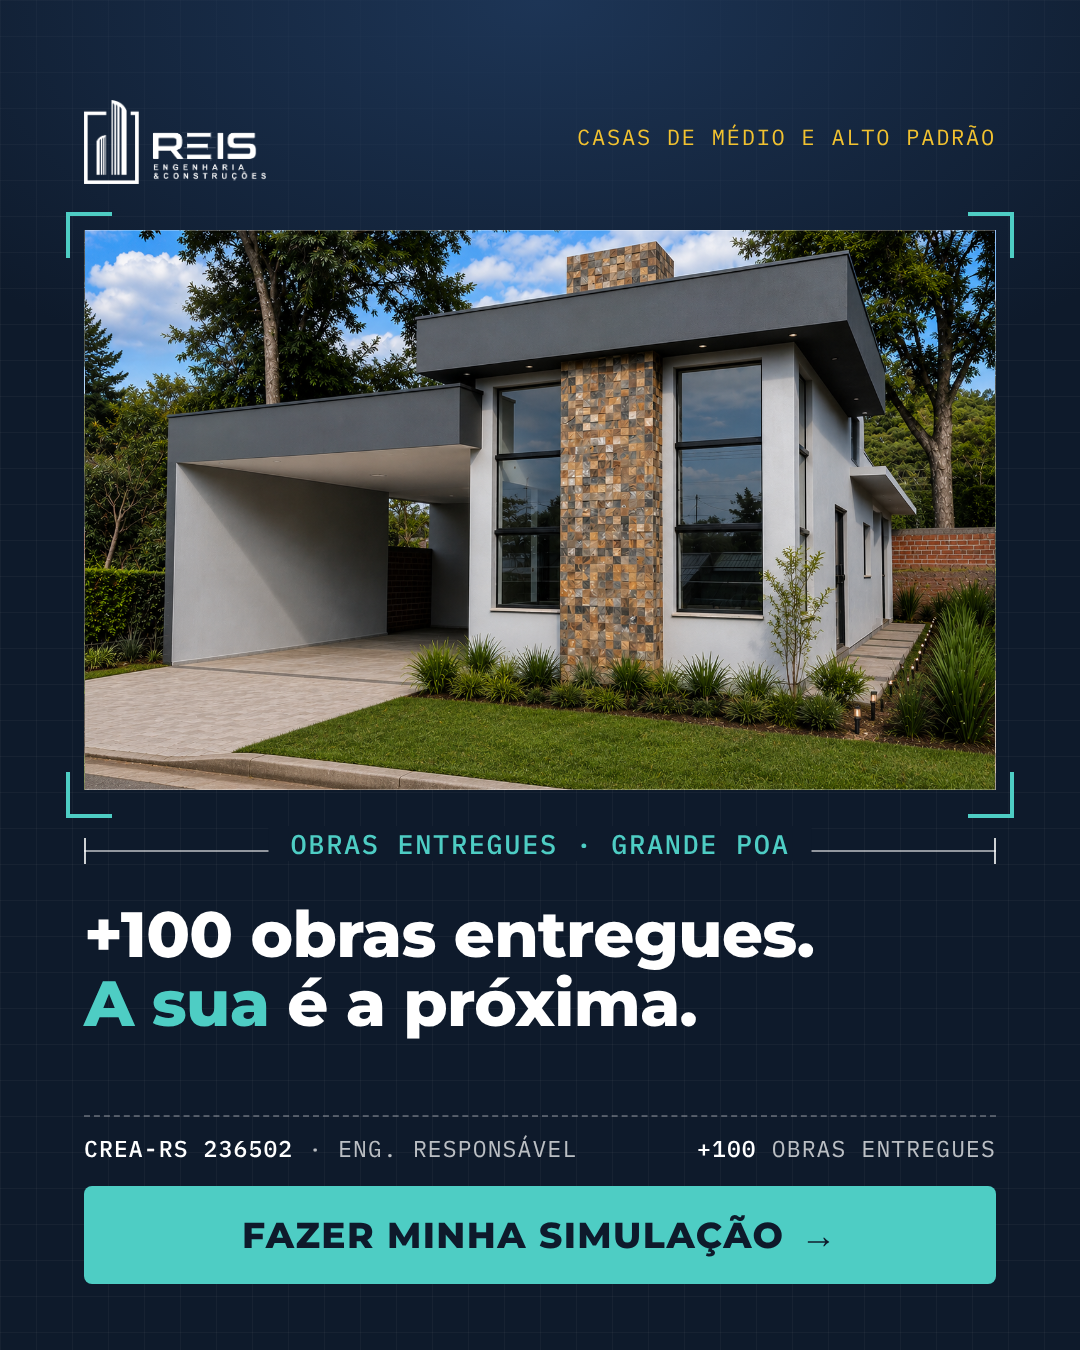 REIS
ENGENHARIA
&CONSTRUÇÕES
CASAS DE MÉDIO E ALTO PADRÃO
OBRAS ENTREGUES · GRANDE POA
+100 obras entregues.
A sua é a próxima.
CREA-RS 236502 · ENG. RESPONSÁVEL
+100 OBRAS ENTREGUES
FAZER MINHA SIMULAÇÃO →